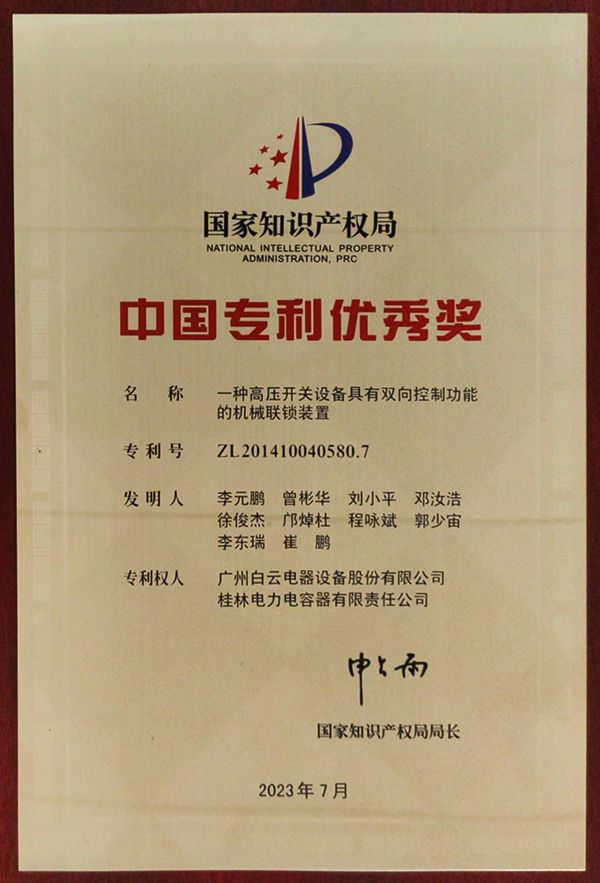 国家知识产权局
NATIONAL INTELLECTUAL PROPERTY
ADMINISTRATION, PRC
中国专利优秀奖
名称 一种高压开关设备具有双向控制功能
的机械联锁装置
专利号 ZL201410040580.7
发明人 李元鹏 曾彬华 刘小平 邓汝浩
徐俊杰 邝焯杜 程咏斌 郭少宙
李东瑞 崔鹏
专利权人 广州白云电器设备股份有限公司
桂林电力电容器有限责任公司
申长雨
国家知识产权局局长
2023年7月